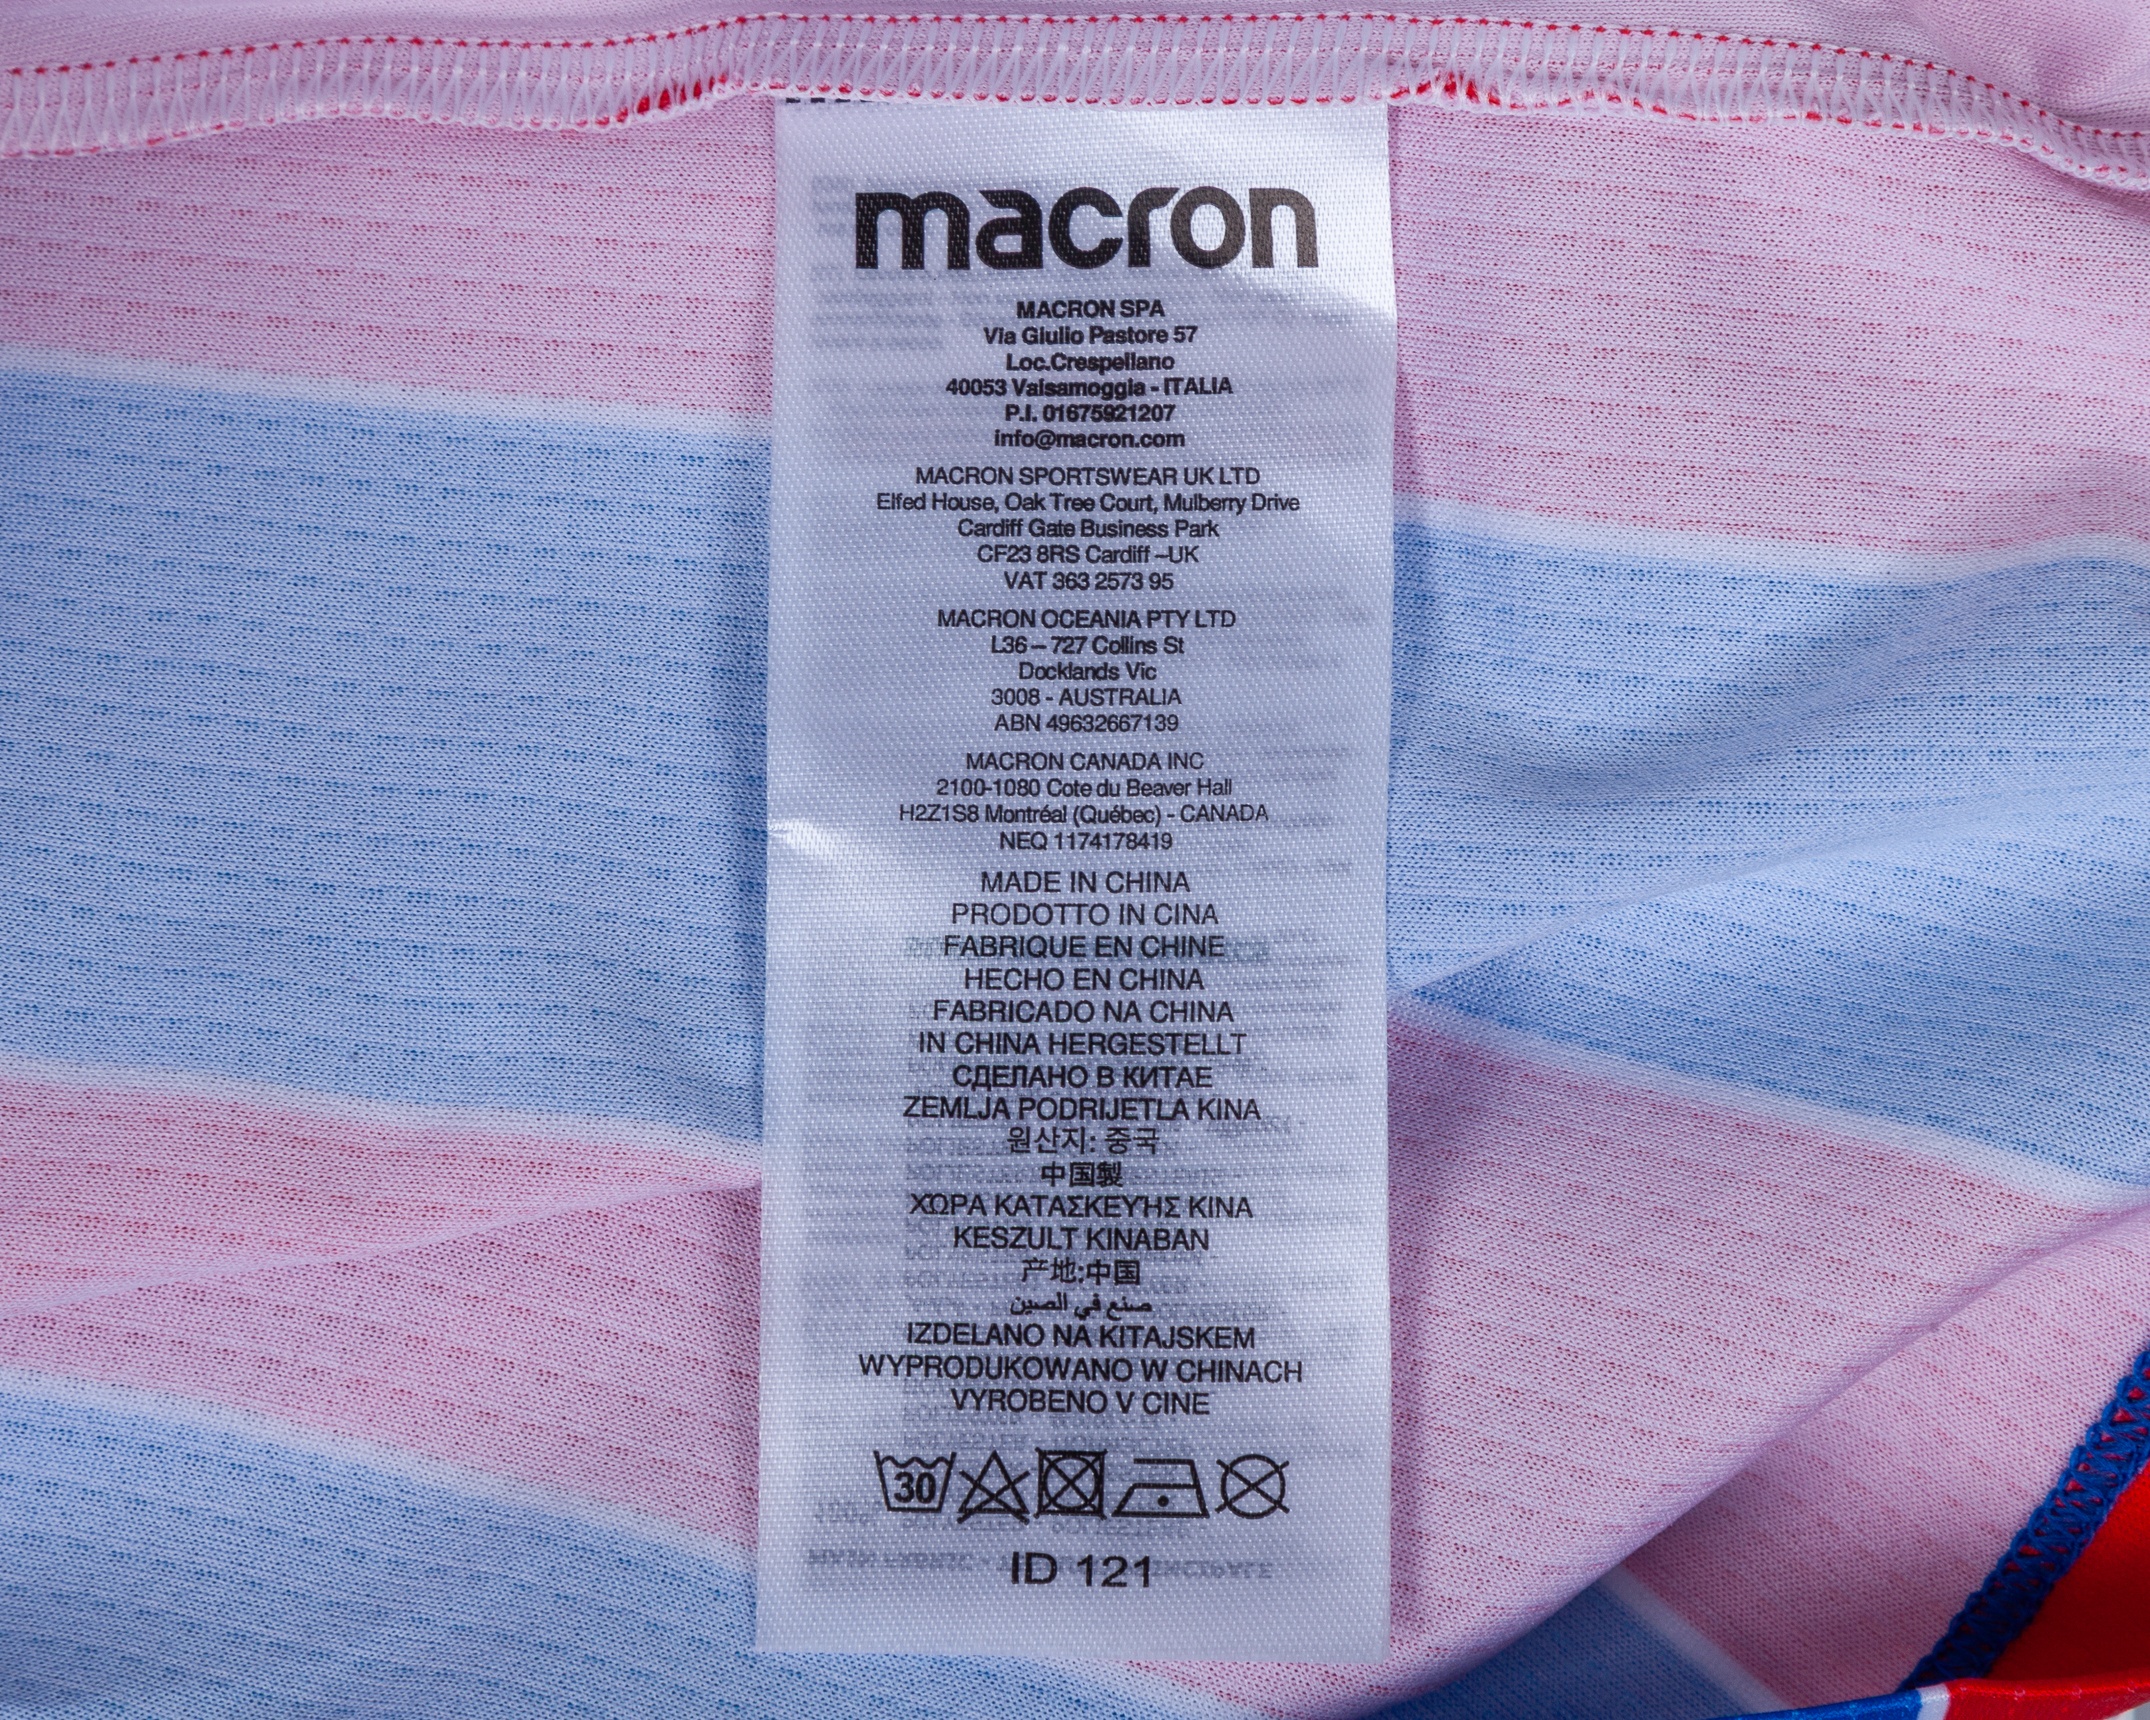 macron
MACRON SPA
Via Giulio Pastore 57
Loc.Crespellano
40053 Valsamoggia - ITALIA
P.I. 01675921207
info@macron.com
MACRON SPORTSWEAR UK LTD
Elfed House, Oak Tree Court, Mulberry Drive
Cardiff Gate Business Park
CF23 8RS Cardiff –UK
VAT 363 2573 95
MACRON OCEANIA PTY LTD
L36 – 727 Collins St
Docklands Vic
3008 - AUSTRALIA
ABN 49632667139
MACRON CANADA INC
2100-1080 Cote du Beaver Hall
H2Z1S8 Montréal (Québec) - CANADA
NEQ 1174178419
MADE IN CHINA
PRODOTTO IN CINA
FABRIQUE EN CHINE
HECHO EN CHINA
FABRICADO NA CHINA
IN CHINA HERGESTELLT
СДЕЛАНО В КИТАЕ
ZEMLJA PODRIJETLA KINA
원산지: 중국
中国製
ΧΏΡΑ ΚΑΤΑΣΚΕΥΉΣ ΚΙΝΑ
KESZULT KINABAN
产地:中国
صنع في الصين
IZDELANO NA KITAJSKEM
WYPRODUKOWANO W CHINACH
VYROBENO V CINE
30
ID 121